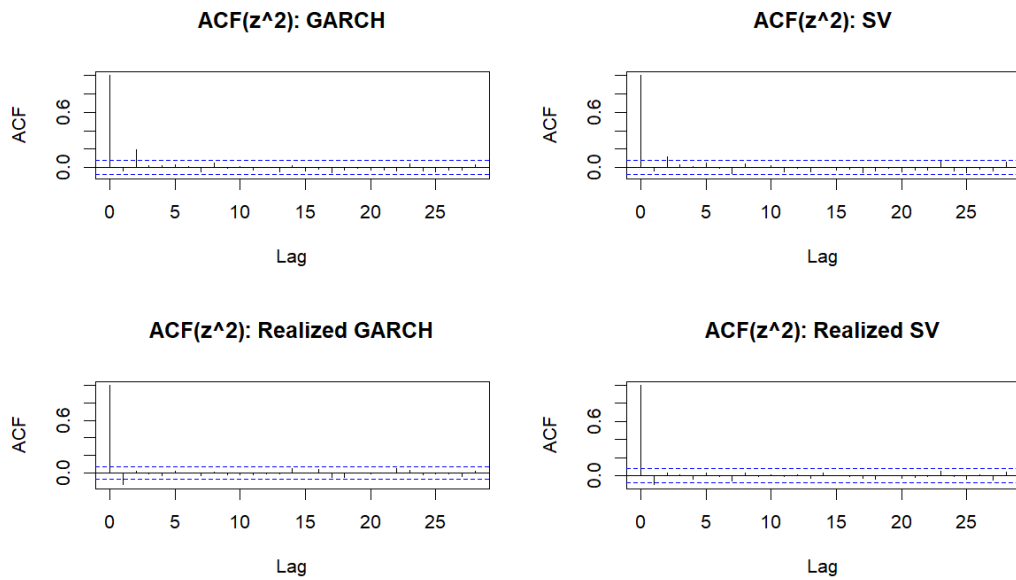 ACF(z^2): GARCH
ACF
0.6
0.0
0 5 10 15 20 25
Lag
ACF(z^2): SV
ACF
0.6
0.0
0 5 10 15 20 25
Lag
ACF(z^2): Realized GARCH
ACF
0.6
0.0
0 5 10 15 20 25
Lag
ACF(z^2): Realized SV
ACF
0.6
0.0
0 5 10 15 20 25
Lag